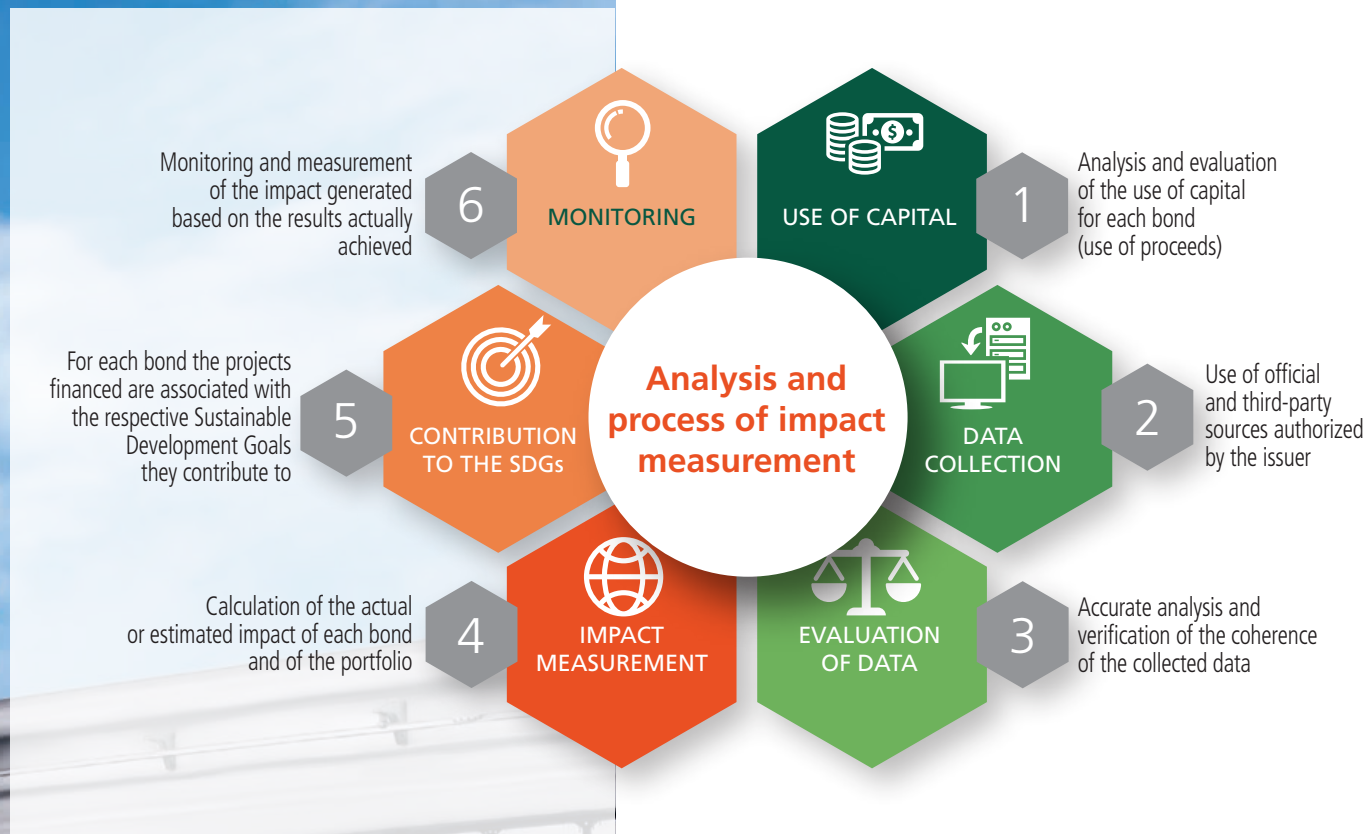 Analysis and
process of impact
measurement
USE OF CAPITAL
1
Analysis and evaluation
of the use of capital
for each bond
(use of proceeds)
DATA
COLLECTION
2
Use of official
and third-party
sources authorized
by the issuer
EVALUATION
OF DATA
3
Accurate analysis and
verification of the coherence
of the collected data
IMPACT
MEASUREMENT
4
Calculation of the actual
or estimated impact of each bond
and of the portfolio
CONTRIBUTION
TO THE SDGs
5
For each bond the projects
financed are associated with
the respective Sustainable
Development Goals
they contribute to
MONITORING
6
Monitoring and measurement
of the impact generated
based on the results actually
achieved